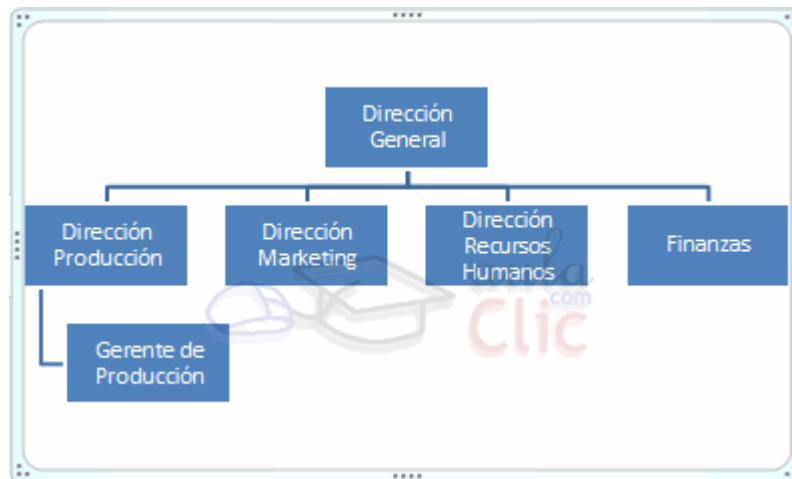 Dirección
General
Dirección
Producción
Dirección
Marketing
Dirección
Recursos
Humanos
Finanzas
aula
.com
Clic
Gerente de
Producción